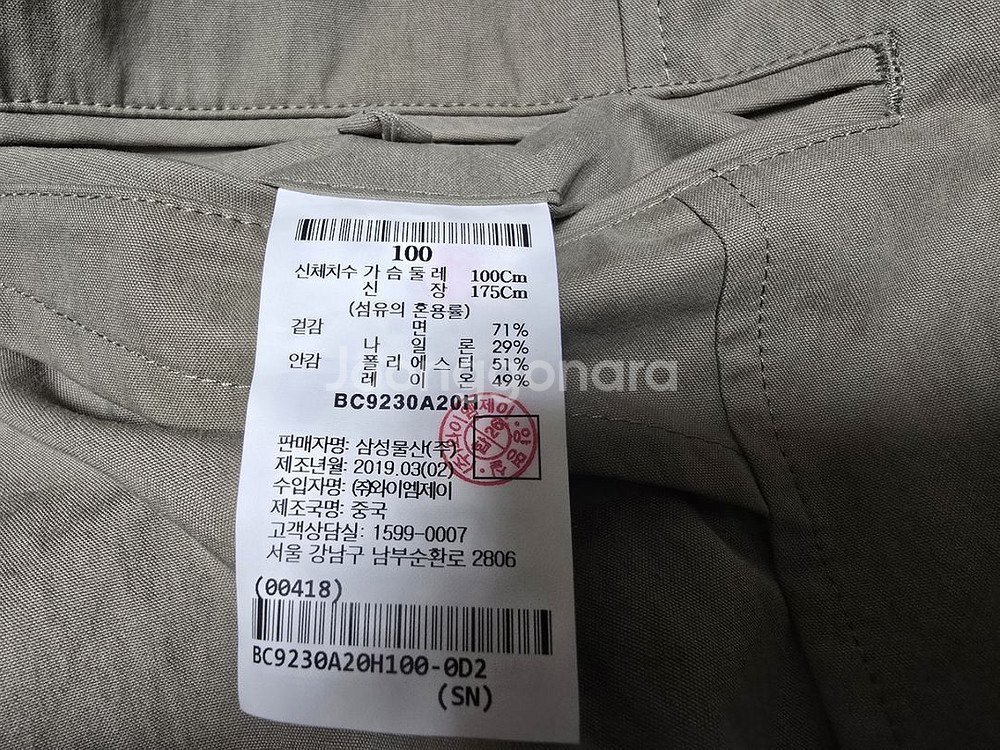 100
신체치수 가 슴 둘 레 100Cm
신 장 175Cm
(섬유의 혼용률)
겉감 면 71%
나 일 론 29%
안감 폴 리 에 스 터 51%
레 이 온 49%
Joonggonara
BC9230A20H
판매자명: 삼성물산(주)
제조년월: 2019.03(02)
수입자명: ㈜와이엠제이
제조국명: 중국
고객상담실: 1599-0007
서울 강남구 남부순환로 2806
(00418)
BC9230A20H100-0D2
(SN)